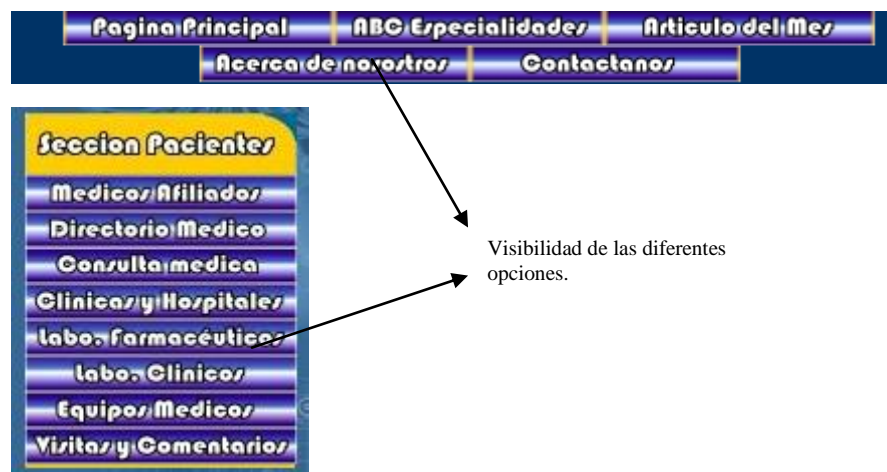 Pagina Principal ABC Especialidades Articulo del Mes
Acerca de nosostros Contactanos
Seccion Pacientes
Medicos Afiliados
Directorio Medico
Consulta medica
Clinicas y Hospitales
Labo. Farmacéuticos
Labo. Clinicos
Equipos Medicos
Visitas y Comentarios
Visibilidad de las diferentes
opciones.